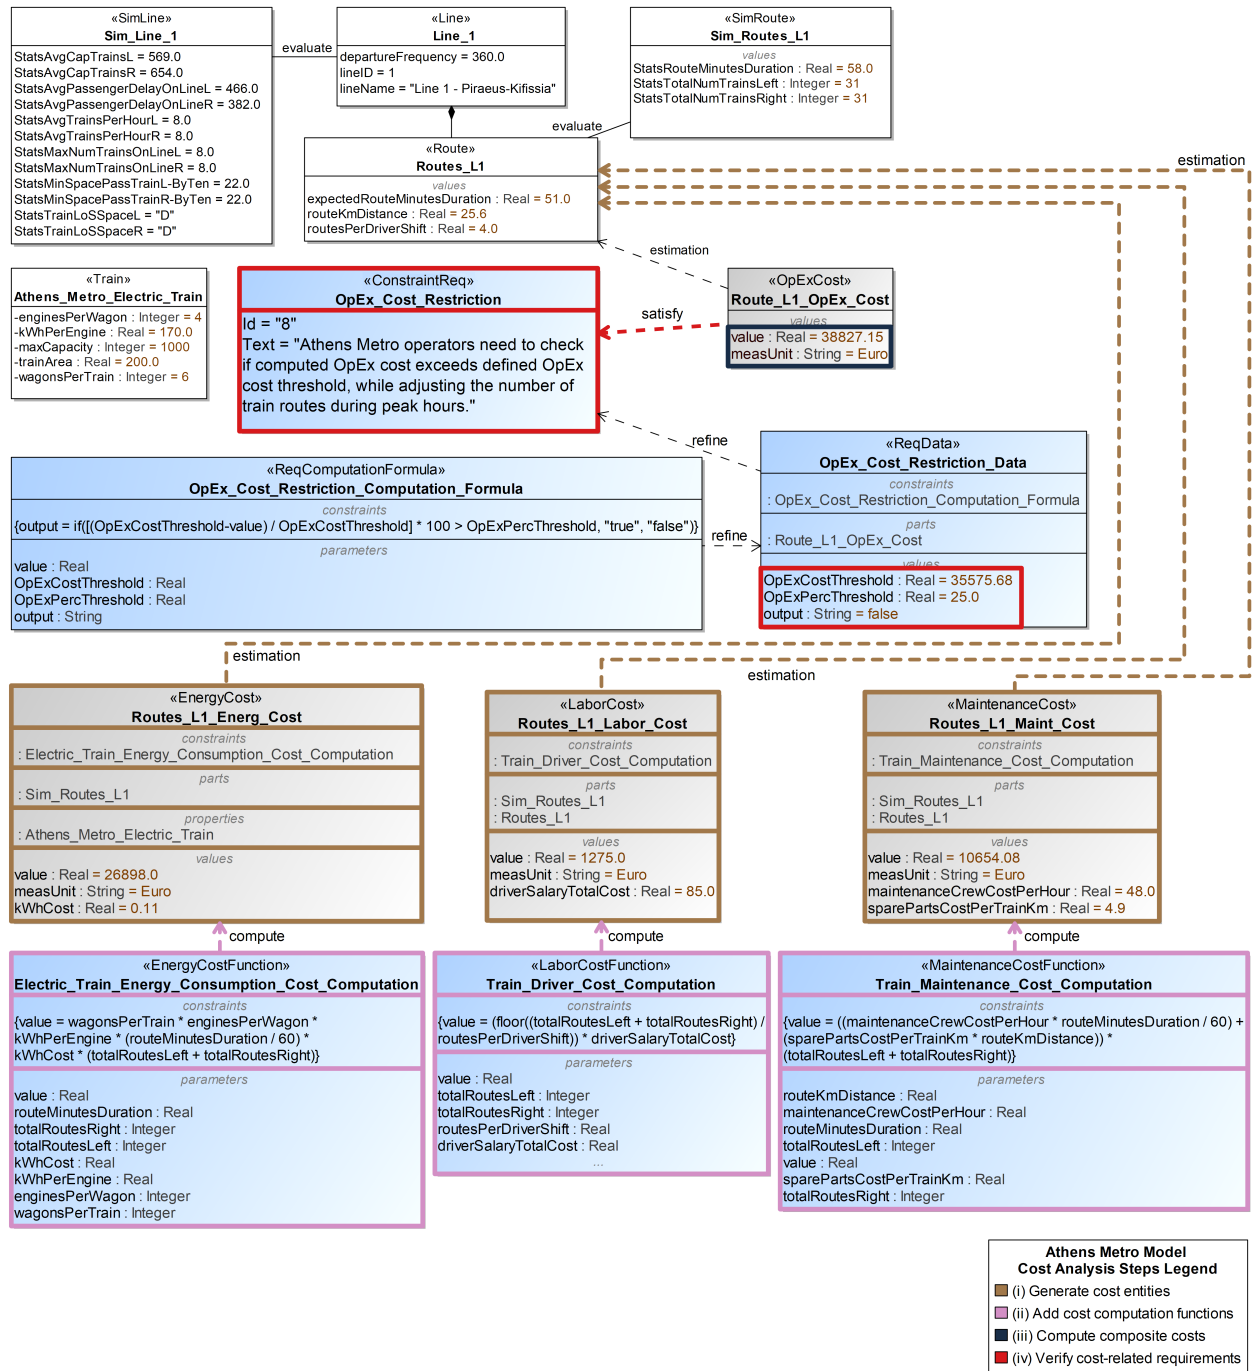 «SimLine»
Sim_Line_1
StatsAvgCapTrainsL = 569.0
StatsAvgCapTrainsR = 654.0
StatsAvgPassengerDelayOnLineL = 466.0
StatsAvgPassengerDelayOnLineR = 382.0
StatsAvgTrainsPerHourL = 8.0
StatsAvgTrainsPerHourR = 8.0
StatsMaxNumTrainsOnLineL = 8.0
StatsMaxNumTrainsOnLineR = 8.0
StatsMinSpacePassTrainL-ByTen = 22.0
StatsMinSpacePassTrainR-ByTen = 22.0
StatsTrainLoSSpaceL = "D"
StatsTrainLoSSpaceR = "D"
evaluate
«Line»
Line_1
departureFrequency = 360.0
lineID = 1
lineName = "Line 1 - Piraeus-Kifissia"
«SimRoute»
Sim_Routes_L1
values
StatsRouteMinutesDuration : Real = 58.0
StatsTotalNumTrainsLeft : Integer = 31
StatsTotalNumTrainsRight : Integer = 31
evaluate
«Route»
Routes_L1
values
expectedRouteMinutesDuration : Real = 51.0
routeKmDistance : Real = 25.6
routesPerDriverShift : Real = 4.0
estimation
estimation
«Train»
Athens_Metro_Electric_Train
-enginesPerWagon : Integer = 4
-kWhPerEngine : Real = 170.0
-maxCapacity : Integer = 1000
-trainArea : Real = 200.0
-wagonsPerTrain : Integer = 6
«ConstraintReq»
OpEx_Cost_Restriction
Id = "8"
Text = "Athens Metro operators need to check
if computed OpEx cost exceeds defined OpEx
cost threshold, while adjusting the number of
train routes during peak hours."
satisfy
«OpExCost»
Route_L1_OpEx_Cost
values
value : Real = 38827.15
measUnit : String = Euro
refine
«ReqComputationFormula»
OpEx_Cost_Restriction_Computation_Formula
constraints
{output = if([(OpExCostThreshold-value) / OpExCostThreshold] * 100 > OpExPercThreshold, "true", "false")}
parameters
value : Real
OpExCostThreshold : Real
OpExPercThreshold : Real
output : String
refine
«ReqData»
OpEx_Cost_Restriction_Data
constraints
: OpEx_Cost_Restriction_Computation_Formula
parts
: Route_L1_OpEx_Cost
values
OpExCostThreshold : Real = 35575.68
OpExPercThreshold : Real = 25.0
output : String = false
estimation
estimation
«EnergyCost»
Routes_L1_Energ_Cost
constraints
: Electric_Train_Energy_Consumption_Cost_Computation
parts
: Sim_Routes_L1
properties
: Athens_Metro_Electric_Train
values
value : Real = 26898.0
measUnit : String = Euro
kWhCost : Real = 0.11
«LaborCost»
Routes_L1_Labor_Cost
constraints
: Train_Driver_Cost_Computation
parts
: Sim_Routes_L1
: Routes_L1
values
value : Real = 1275.0
measUnit : String = Euro
driverSalaryTotalCost : Real = 85.0
«MaintenanceCost»
Routes_L1_Maint_Cost
constraints
: Train_Maintenance_Cost_Computation
parts
: Sim_Routes_L1
: Routes_L1
values
value : Real = 10654.08
measUnit : String = Euro
maintenanceCrewCostPerHour : Real = 48.0
sparePartsCostPerTrainKm : Real = 4.9
compute
compute
compute
«EnergyCostFunction»
Electric_Train_Energy_Consumption_Cost_Computation
constraints
{value = wagonsPerTrain * enginesPerWagon *
kWhPerEngine * (routeMinutesDuration / 60) *
kWhCost * (totalRoutesLeft + totalRoutesRight)}
parameters
value : Real
routeMinutesDuration : Real
totalRoutesRight : Integer
totalRoutesLeft : Integer
kWhCost : Real
kWhPerEngine : Real
enginesPerWagon : Integer
wagonsPerTrain : Integer
«LaborCostFunction»
Train_Driver_Cost_Computation
constraints
{value = (floor((totalRoutesLeft + totalRoutesRight) /
routesPerDriverShift)) * driverSalaryTotalCost}
parameters
value : Real
totalRoutesLeft : Integer
totalRoutesRight : Integer
routesPerDriverShift : Real
driverSalaryTotalCost : Real
...
«MaintenanceCostFunction»
Train_Maintenance_Cost_Computation
constraints
{value = ((maintenanceCrewCostPerHour * routeMinutesDuration / 60) +
(sparePartsCostPerTrainKm * routeKmDistance)) *
(totalRoutesLeft + totalRoutesRight)}
parameters
routeKmDistance : Real
maintenanceCrewCostPerHour : Real
routeMinutesDuration : Real
totalRoutesLeft : Integer
value : Real
sparePartsCostPerTrainKm : Real
totalRoutesRight : Integer
Athens Metro Model
Cost Analysis Steps Legend
(i) Generate cost entities
(ii) Add cost computation functions
(iii) Compute composite costs
(iv) Verify cost-related requirements